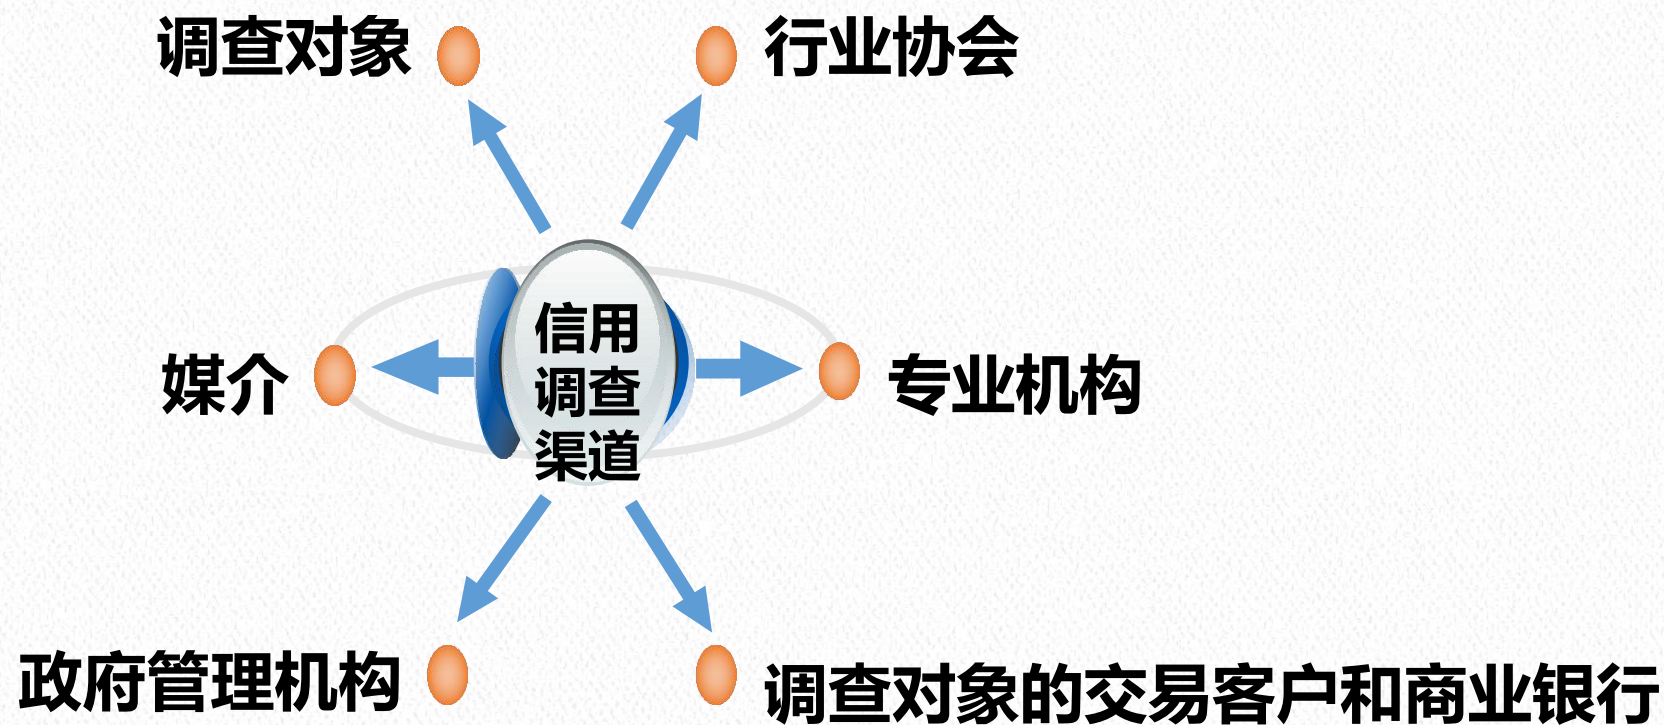 调查对象
行业协会
信用
调查
渠道
媒介
专业机构
政府管理机构
调查对象的交易客户和商业银行